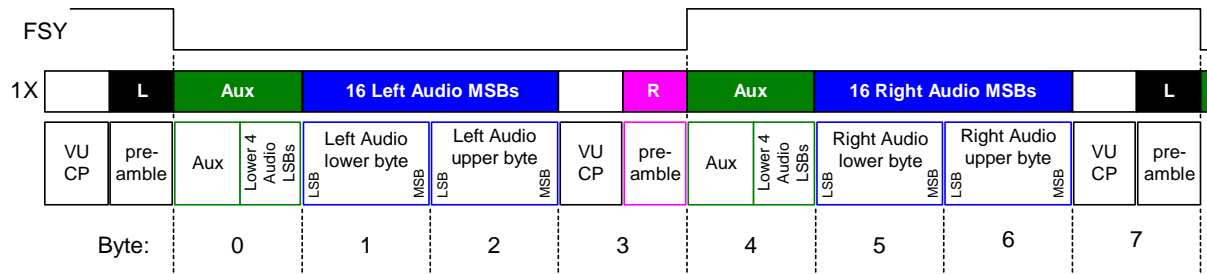 FSY
1X L Aux 16 Left Audio MSBs R Aux 16 Right Audio MSBs L
VU
CP
pre-
amble
Aux
Lower 4
Audio
LSBs
Left Audio
lower byte
LSB MSB
Left Audio
upper byte
LSB MSB
VU
CP
pre-
amble
Aux
Lower 4
Audio
LSBs
Right Audio
lower byte
LSB MSB
Right Audio
upper byte
LSB MSB
VU
CP
pre-
amble
Byte: 0 1 2 3 4 5 6 7